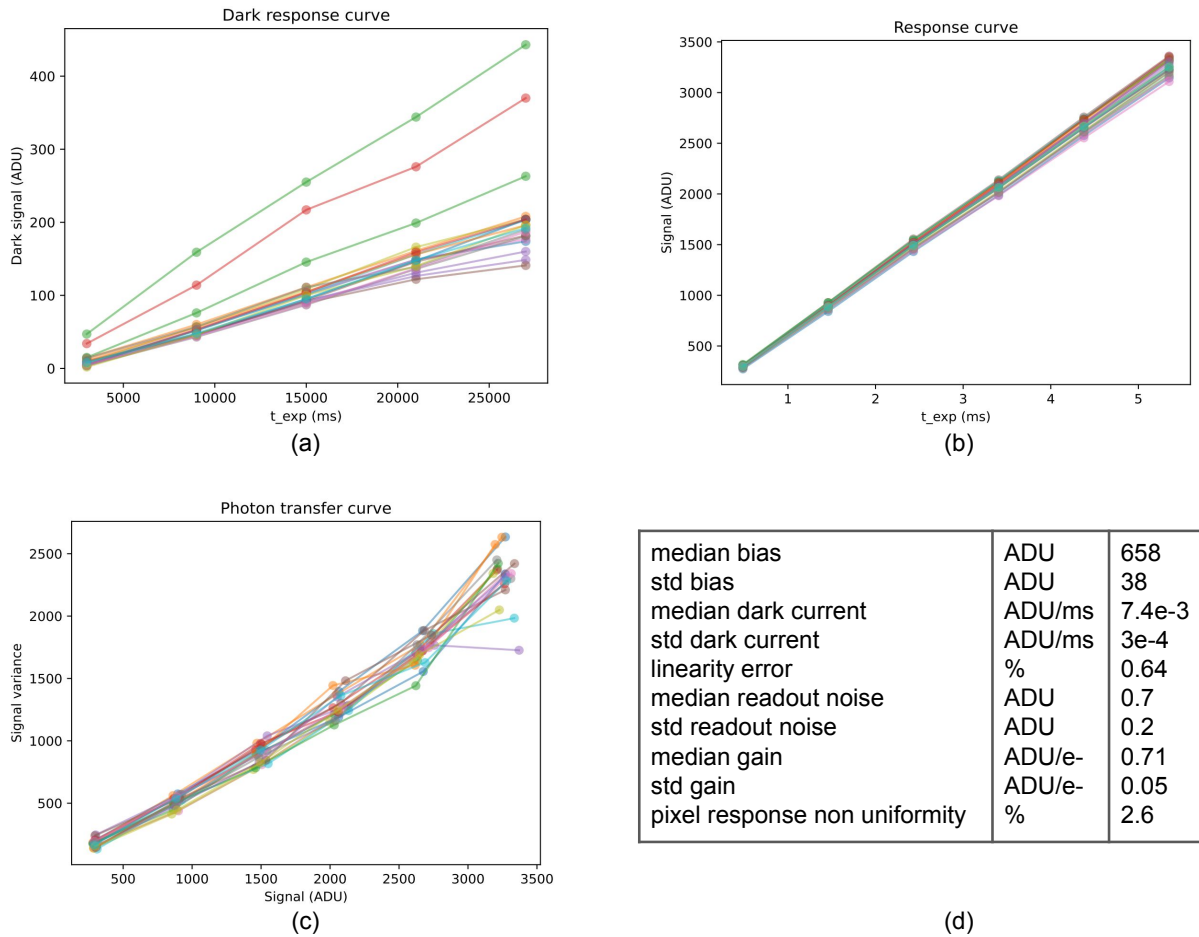 Dark response curve
400
300
200
100
0
Dark signal (ADU)
5000 10000 15000 20000 25000
t_exp (ms)
(a)
Response curve
3500
3000
2500
2000
1500
1000
500
Signal (ADU)
1 2 3 4 5
t_exp (ms)
(b)
Photon transfer curve
2500
2000
1500
1000
500
Signal variance
500 1000 1500 2000 2500 3000 3500
Signal (ADU)
(c)
median bias ADU 658
std bias ADU 38
median dark current ADU/ms 7.4e-3
std dark current ADU/ms 3e-4
linearity error % 0.64
median readout noise ADU 0.7
std readout noise ADU 0.2
median gain ADU/e- 0.71
std gain ADU/e- 0.05
pixel response non uniformity % 2.6
(d)